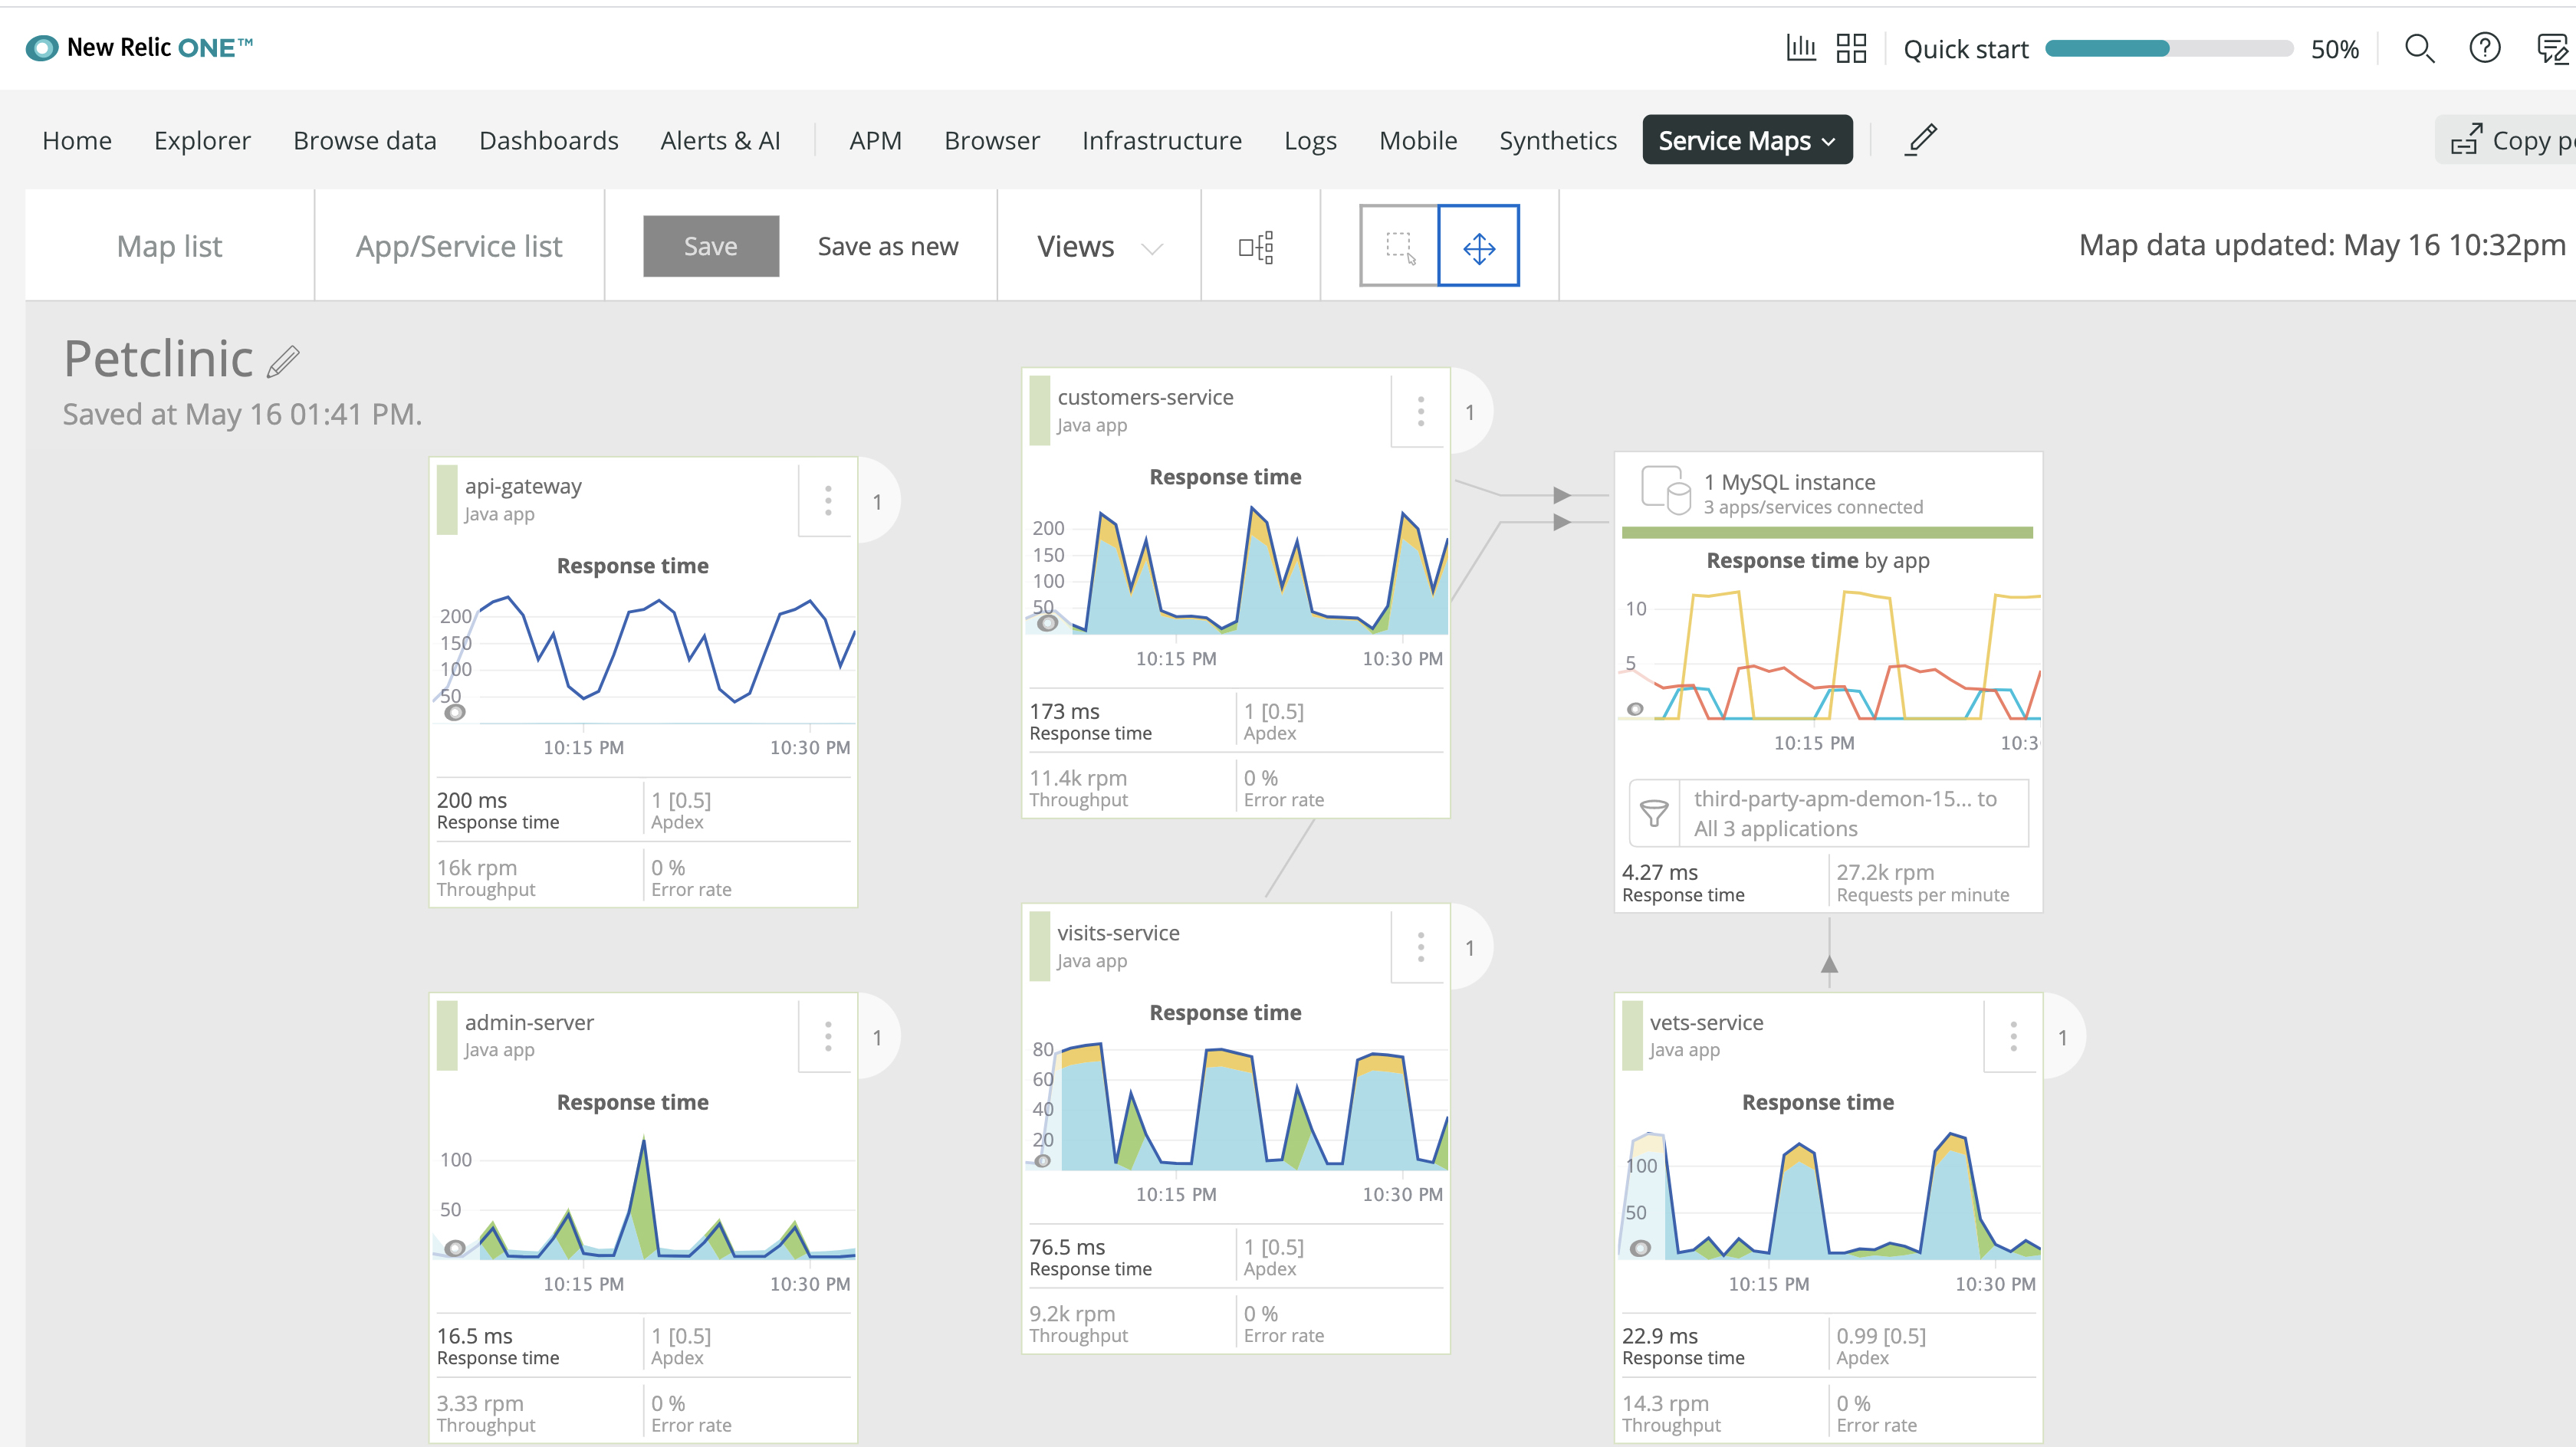 New Relic ONE™
Quick start 50%
Home Explorer Browse data Dashboards Alerts & AI APM Browser Infrastructure Logs Mobile Synthetics Service Maps
Copy
Map list App/Service list Save Save as new Views Map data updated: May 16 10:32pm
Petclinic
Saved at May 16 01:41 PM.
api-gateway
Java app
1
Response time
200
150
100
50
10:15 PM 10:30 PM
200 ms 1 [0.5]
Response time Apdex
16k rpm 0 %
Throughput Error rate
admin-server
Java app
1
Response time
100
50
10:15 PM 10:30 PM
16.5 ms 1 [0.5]
Response time Apdex
3.33 rpm 0 %
Throughput Error rate
customers-service
Java app
1
Response time
200
150
100
50
10:15 PM 10:30 PM
173 ms 1 [0.5]
Response time Apdex
11.4k rpm 0 %
Throughput Error rate
visits-service
Java app
1
Response time
80
60
40
20
10:15 PM 10:30 PM
76.5 ms 1 [0.5]
Response time Apdex
9.2k rpm 0 %
Throughput Error rate
1 MySQL instance
3 apps/services connected
Response time by app
10
5
10:15 PM 10:3
third-party-apm-demon-15... to
All 3 applications
4.27 ms 27.2k rpm
Response time Requests per minute
vets-service
Java app
1
Response time
100
50
10:15 PM 10:30 PM
22.9 ms 0.99 [0.5]
Response time Apdex
14.3 rpm 0 %
Throughput Error rate